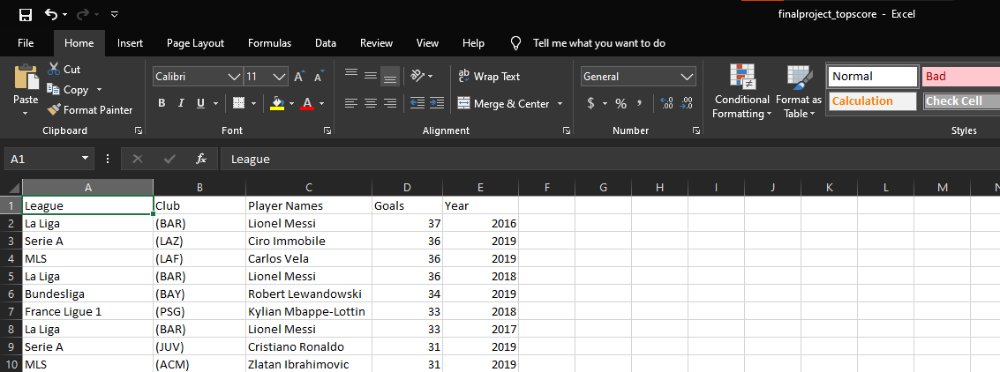 finalproject_topscore - Excel
File Home Insert Page Layout Formulas Data Review View Help Tell me what you want to do
Paste
Cut
Copy
Format Painter
Clipboard
Calibri 11 A A
B I U A
Font
ab Wrap Text
Merge & Center
Alignment
General
$ % , .00 .00
Number
Conditional Formatting
Format as Table
Normal Bad
Calculation Check Cell
Styles
A1 fx League
A B C D E F G H I J K L M N
1 League Club Player Names Goals Year
2 La Liga (BAR) Lionel Messi 37 2016
3 Serie A (LAZ) Ciro Immobile 36 2019
4 MLS (LAF) Carlos Vela 36 2019
5 La Liga (BAR) Lionel Messi 36 2018
6 Bundesliga (BAY) Robert Lewandowski 34 2019
7 France Ligue 1 (PSG) Kylian Mbappe-Lottin 33 2018
8 La Liga (BAR) Lionel Messi 33 2017
9 Serie A (JUV) Cristiano Ronaldo 31 2019
10 MLS (ACM) Zlatan Ibrahimovic 31 2019